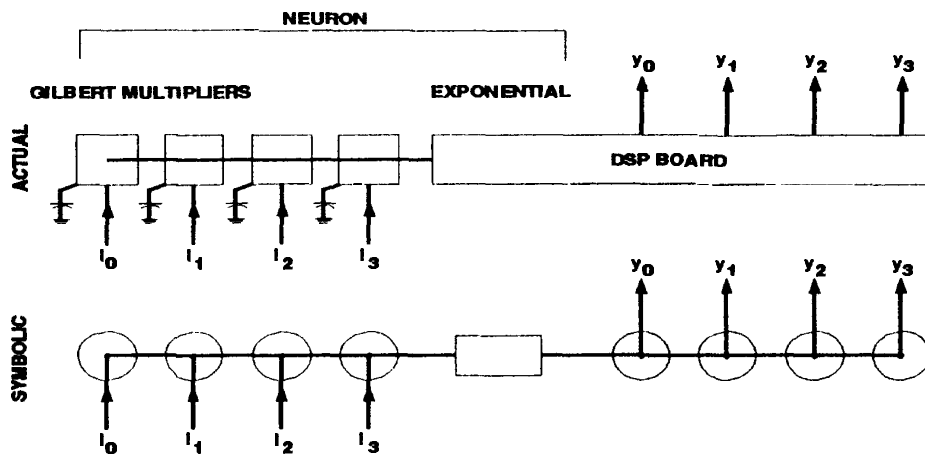 NEURON
GILBERT MULTIPLIERS EXPONENTIAL y0 y1 y2 y3
ACTUAL
DSP BOARD
I0 I1 I2 I3
y0 y1 y2 y3
SYMBOLIC
I0 I1 I2 I3